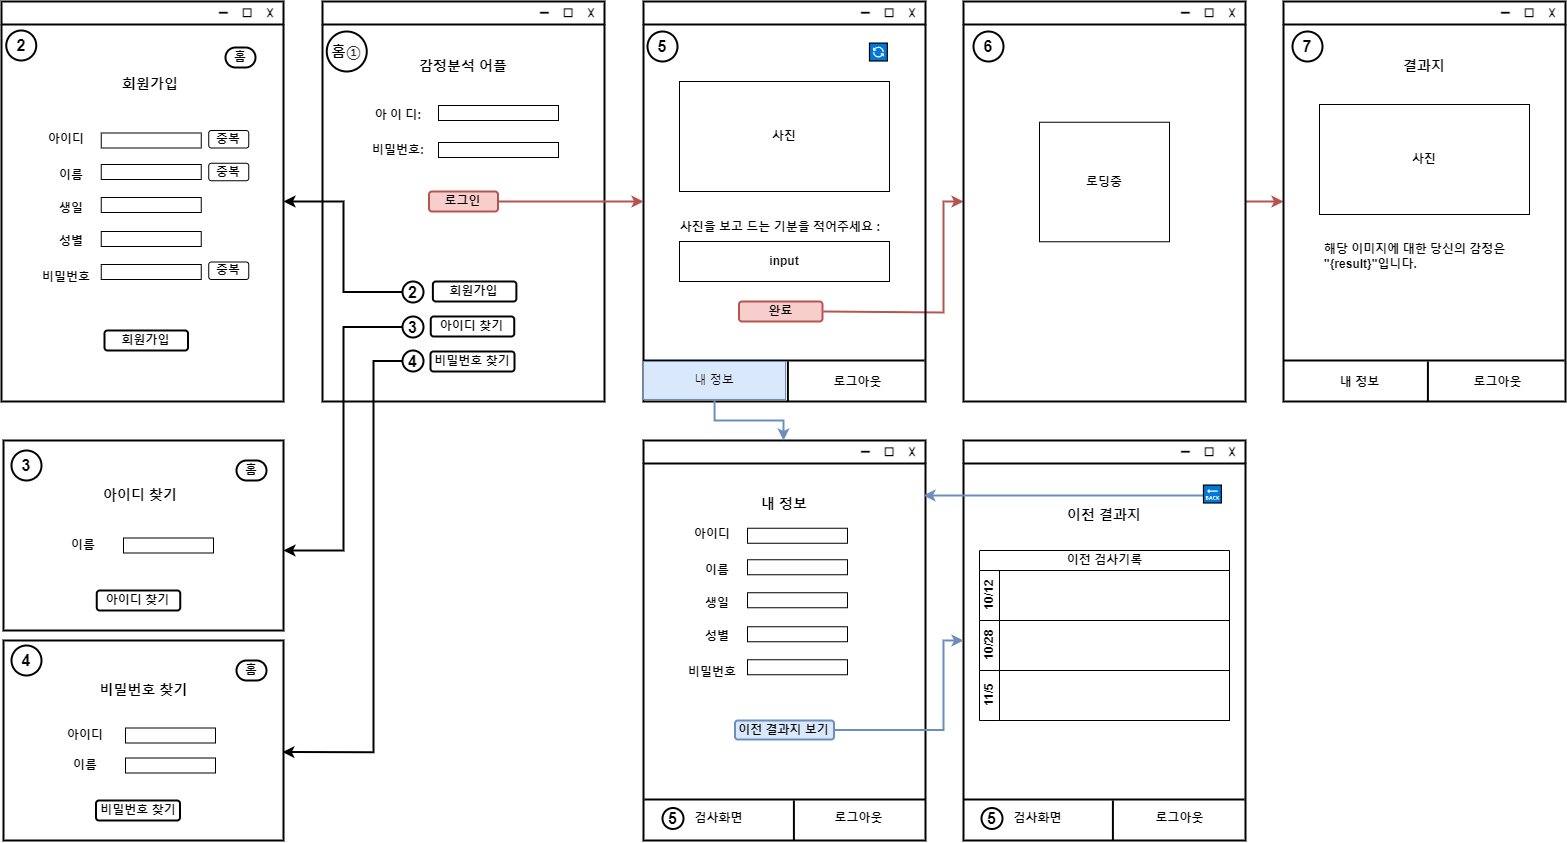 2
홈
회원가입
아이디
중복
이름
중복
생일
성별
비밀번호
중복
회원가입
홈①
감정분석 어플
아 이 디:
비밀번호:
로그인
2
회원가입
3
아이디 찾기
4
비밀번호 찾기
5
사진
사진을 보고 드는 기분을 적어주세요 :
input
완료
내 정보
로그아웃
6
로딩중
7
결과지
사진
해당 이미지에 대한 당신의 감정은
"{result}"입니다.
내 정보
로그아웃
3
홈
아이디 찾기
이름
아이디 찾기
4
홈
비밀번호 찾기
아이디
이름
비밀번호 찾기
내 정보
아이디
이름
생일
성별
비밀번호
이전 결과지 보기
5
검사화면
로그아웃
BACK
이전 결과지
이전 검사기록
10/12
10/28
11/5
5
검사화면
로그아웃